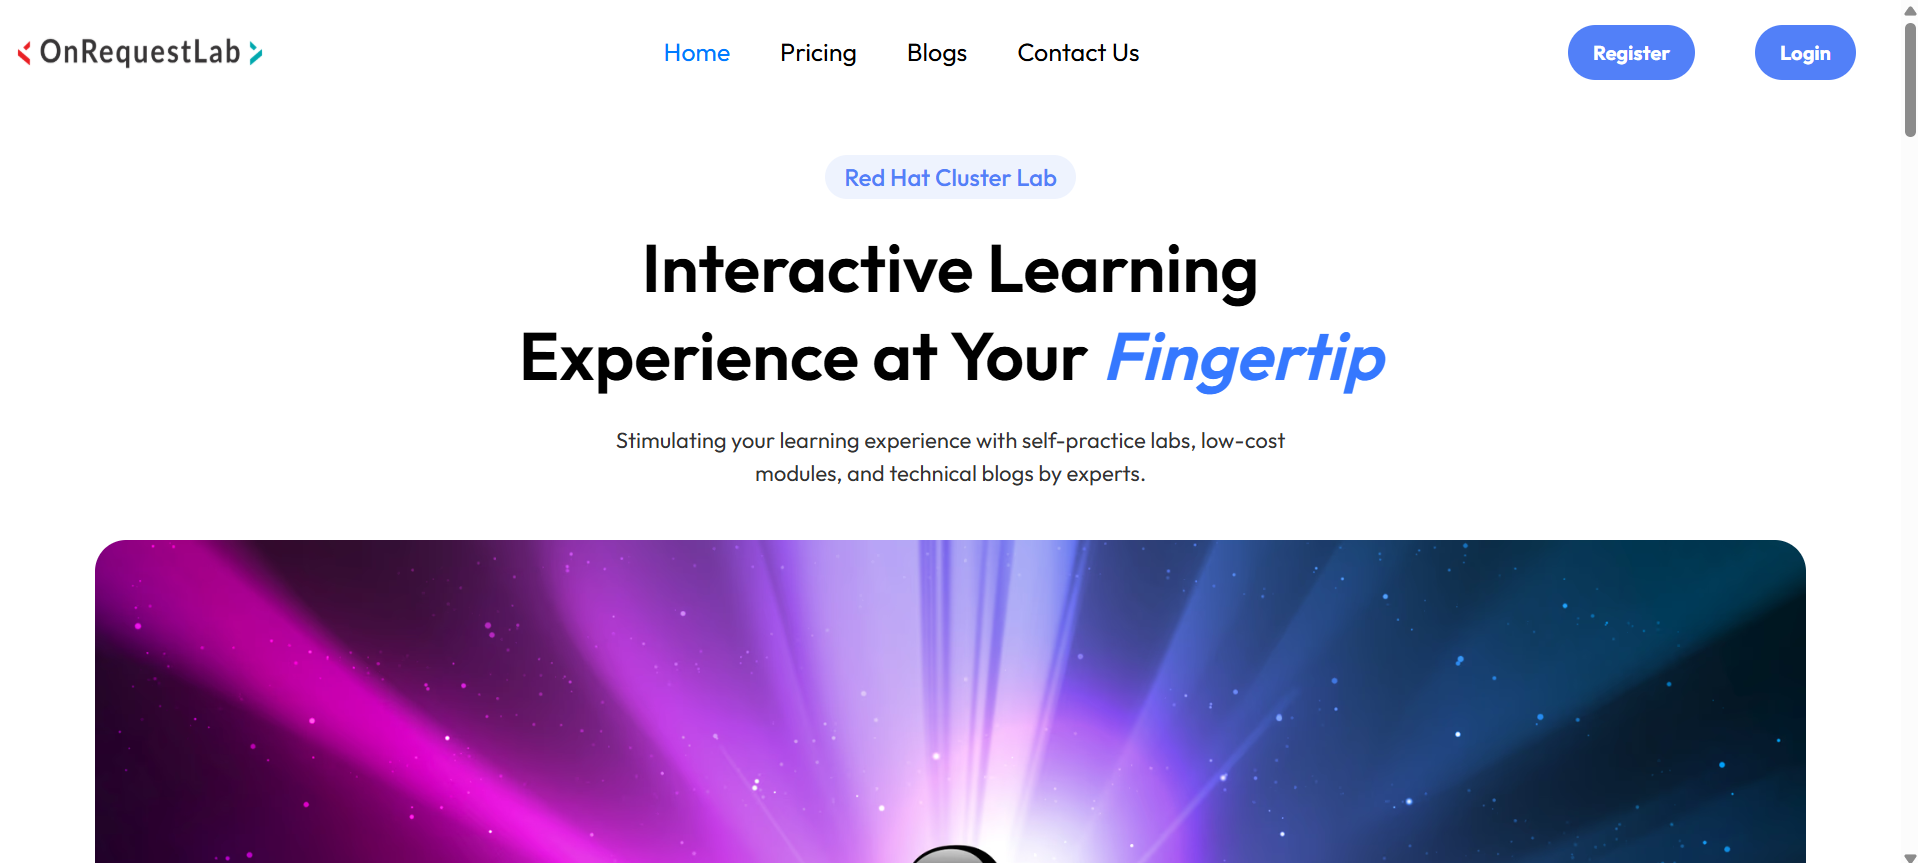 OnRequestLab
Home
Pricing
Blogs
Contact Us
Register
Login
Red Hat Cluster Lab
Interactive Learning
Experience at Your Fingertip
Stimulating your learning experience with self-practice labs, low-cost
modules, and technical blogs by experts.